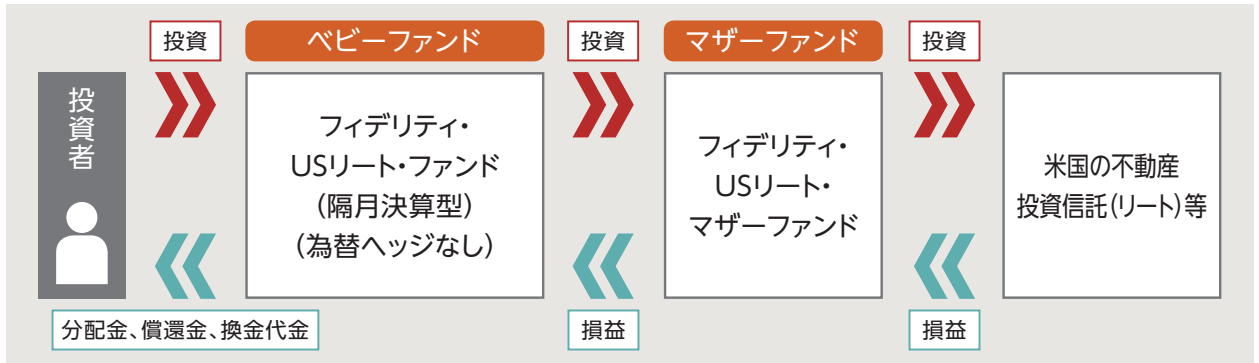 投資
ベビーファンド
投資
マザーファンド
投資
投資者
フィデリティ・
USリート・ファンド
(隔月決算型)
(為替ヘッジなし)
フィデリティ・
USリート・
マザーファンド
米国の不動産
投資信託(リート)等
分配金、償還金、換金代金
損益
損益